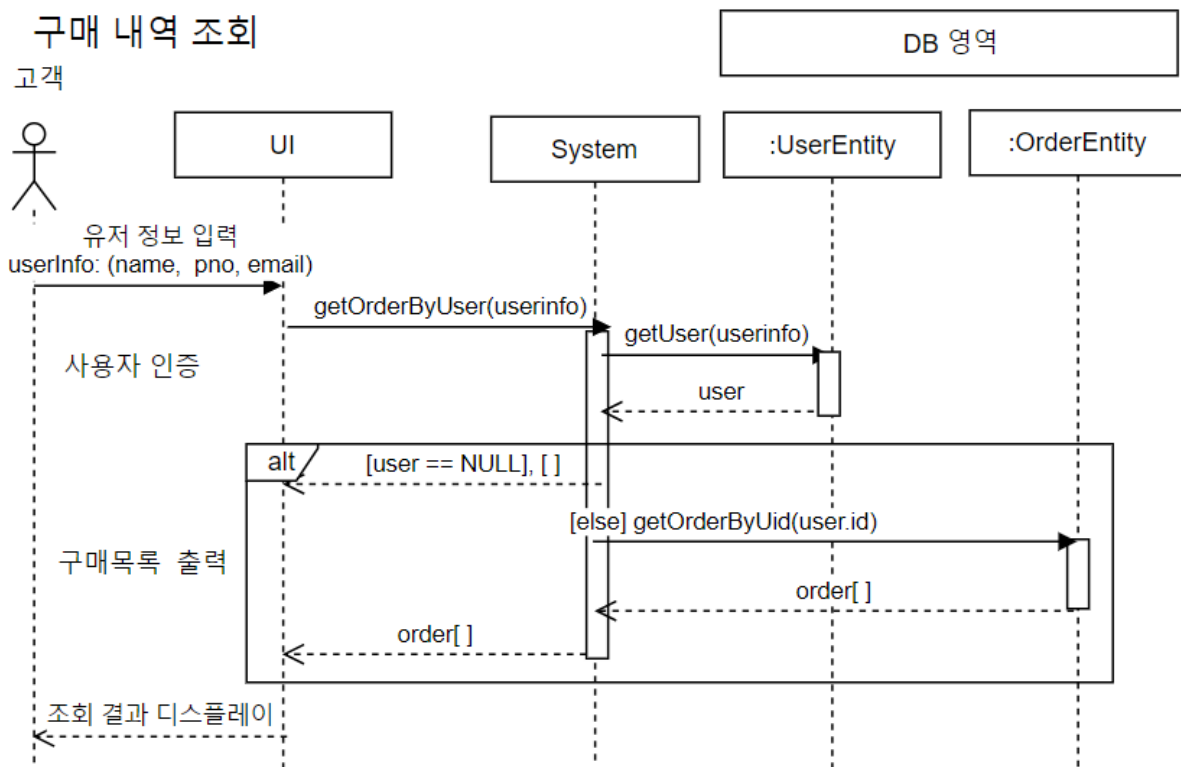 구매 내역 조회
DB 영역
고객
UI
System
:UserEntity
:OrderEntity
유저 정보 입력
userInfo: (name, pno, email)
getOrderByUser(userinfo)
getUser(userinfo)
사용자 인증
user
alt
[user == NULL], [ ]
[else] getOrderByUid(user.id)
구매목록 출력
order[ ]
order[ ]
조회 결과 디스플레이